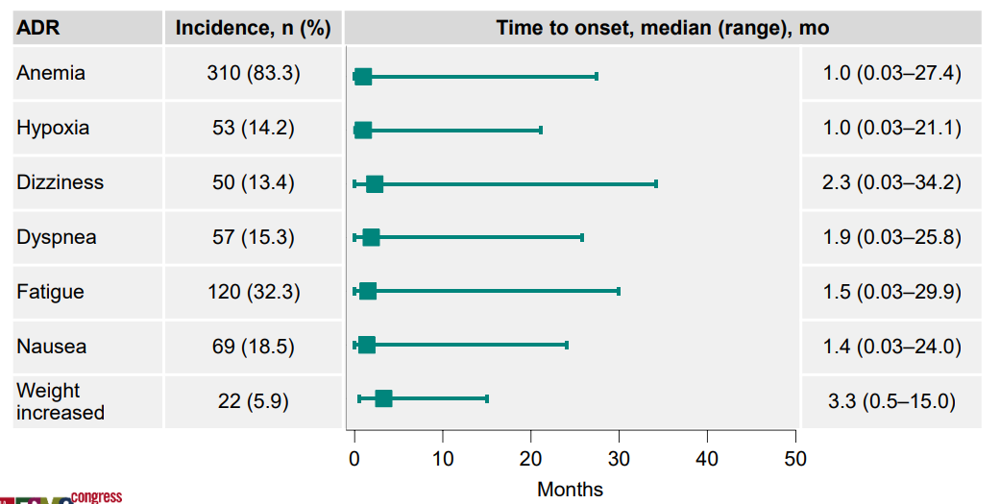 ADR Incidence, n (%) Time to onset, median (range), mo
Anemia 310 (83.3) 1.0 (0.03–27.4)
Hypoxia 53 (14.2) 1.0 (0.03–21.1)
Dizziness 50 (13.4) 2.3 (0.03–34.2)
Dyspnea 57 (15.3) 1.9 (0.03–25.8)
Fatigue 120 (32.3) 1.5 (0.03–29.9)
Nausea 69 (18.5) 1.4 (0.03–24.0)
Weight
increased 22 (5.9) 3.3 (0.5–15.0)
0 10 20 30 40 50
Months
congress